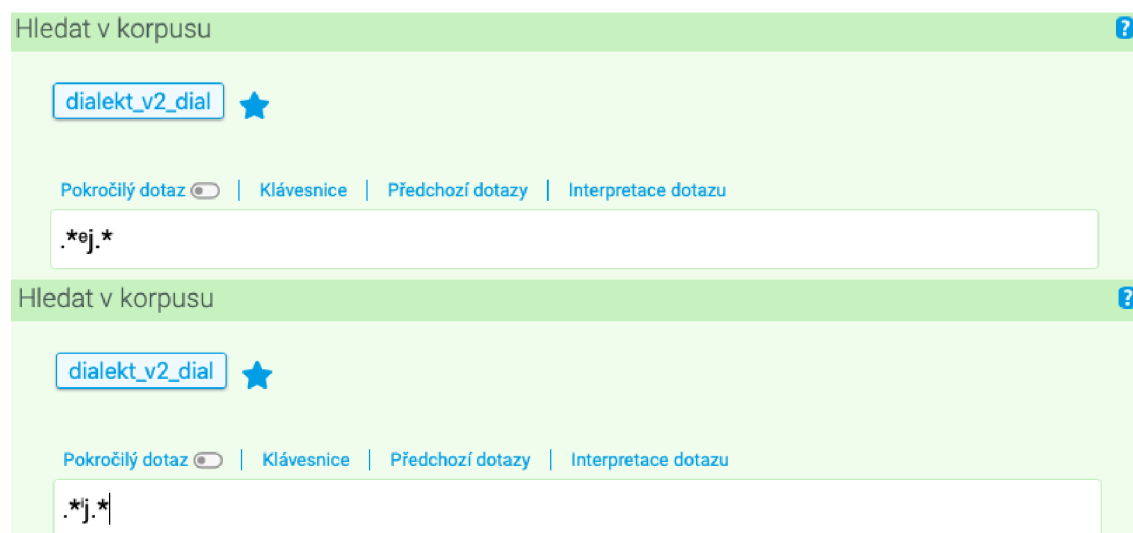 Hledat v korpusu ?
dialekt_v2_dial
Pokročilý dotaz | Klávesnice | Předchozí dotazy | Interpretace dotazu
.*ᵉj.*
Hledat v korpusu ?
dialekt_v2_dial
Pokročilý dotaz | Klávesnice | Předchozí dotazy | Interpretace dotazu
.*ⁱj.*